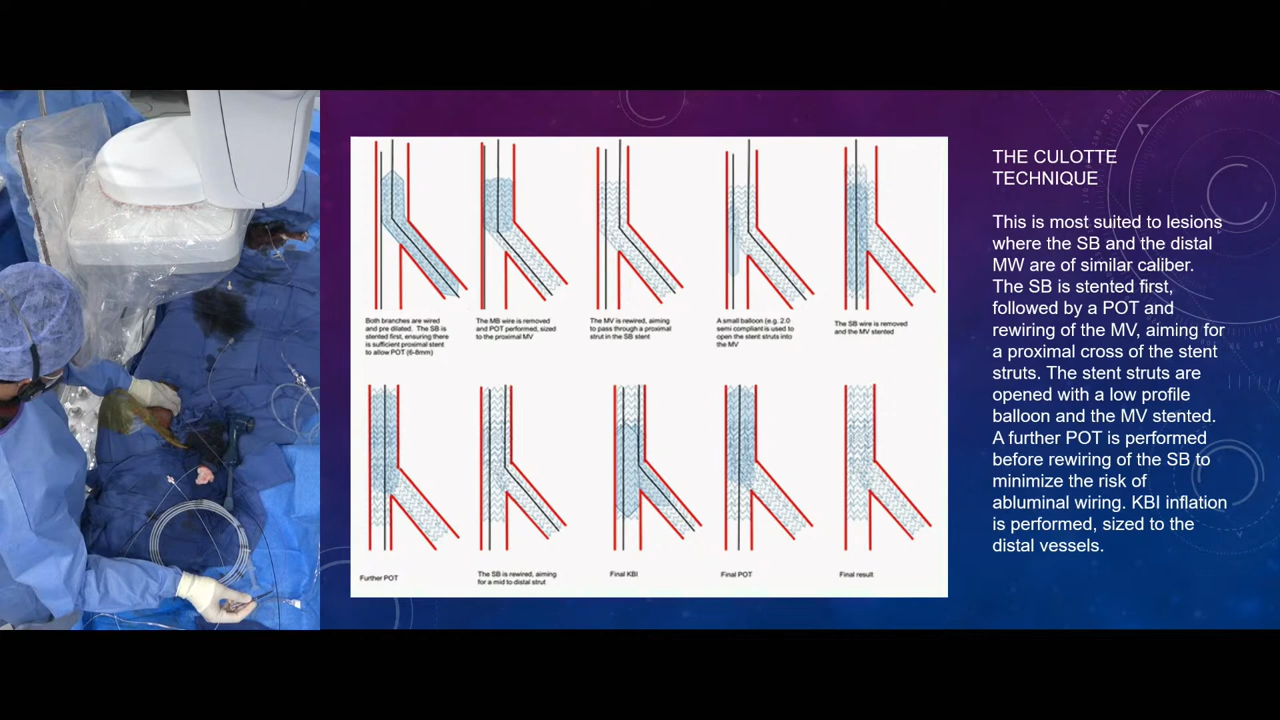 Both branches are wired
and pre dilated. The SB is
stented first, ensuring there
is sufficient proximal stent
to allow POT (6-8mm)
The MB wire is removed
and POT performed, sized
to the proximal MV
The MV is rewired, aiming
to pass through a proximal
strut in the SB stent
A small balloon (e.g. 2.0
semi compliant is used to
open the stent struts into
the MV
The SB wire is removed
and the MV stented
Further POT
The SB is rewired, aiming
for a mid to distal strut
Final KBI
Final POT
Final result
THE CULOTTE
TECHNIQUE
This is most suited to lesions
where the SB and the distal
MW are of similar caliber.
The SB is stented first,
followed by a POT and
rewiring of the MV, aiming for
a proximal cross of the stent
struts. The stent struts are
opened with a low profile
balloon and the MV stented.
A further POT is performed
before rewiring of the SB to
minimize the risk of
abluminal wiring. KBI inflation
is performed, sized to the
distal vessels.